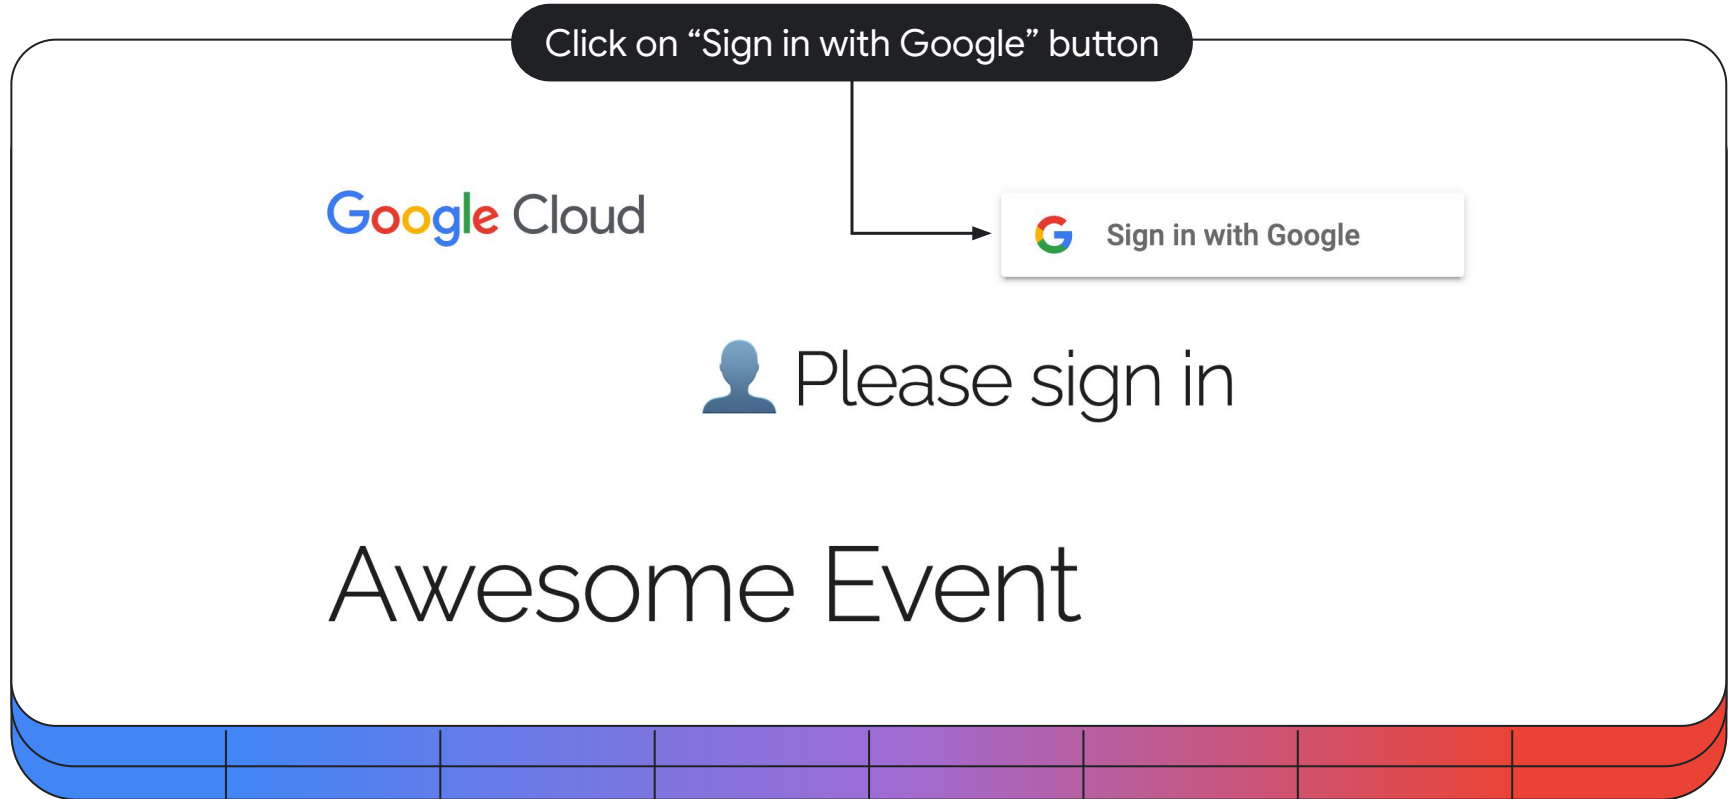 Click on “Sign in with Google” button
Google Cloud
Sign in with Google
Please sign in
Awesome Event